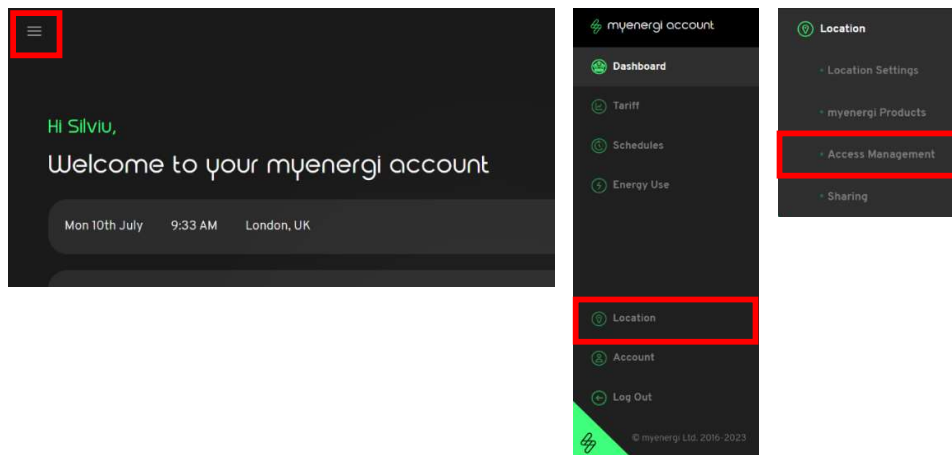 Hi Silviu,
Welcome to your myenergi account
Mon 10th July 9:33 AM London, UK
myenergi account
Dashboard
Tariff
Schedules
Energy Use
Location
Account
Log Out
© myenergi Ltd. 2016-2023
Location
Location Settings
myenergi Products
Access Management
Sharing